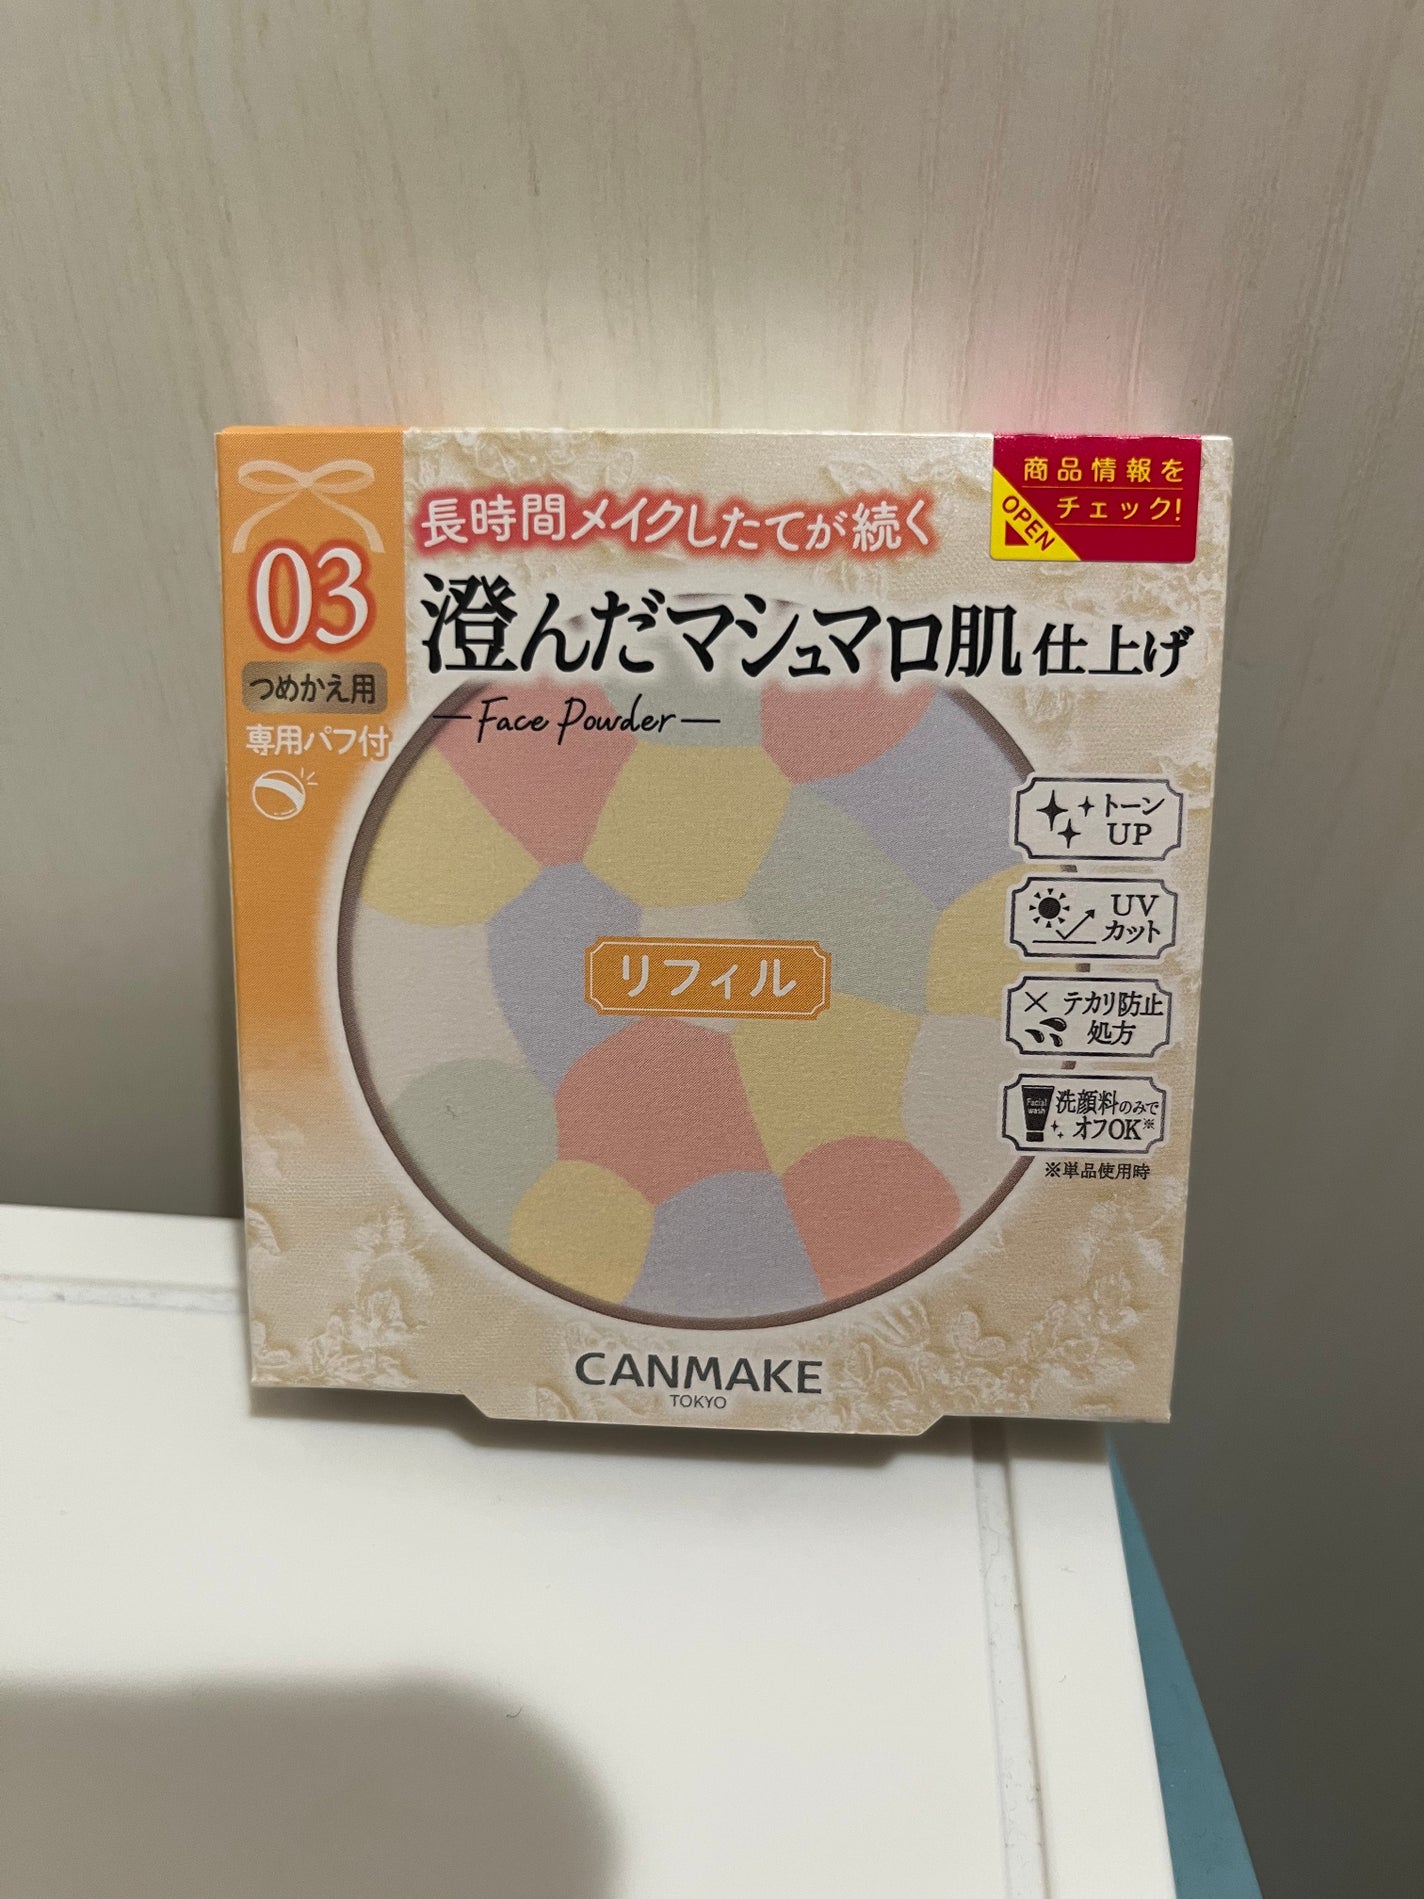 03
つめかえ用
専用パフ付
商品情報を
チェック!
OPEN
長時間メイクしたてが続く
澄んだマシュマロ肌仕上げ
Face Powder
トーン
UP
UV
カット
テカリ防止
処方
Facial
wash
洗顔料のみで
オフOK※
※単品使用時
リフィル
CANMAKE
TOKYO